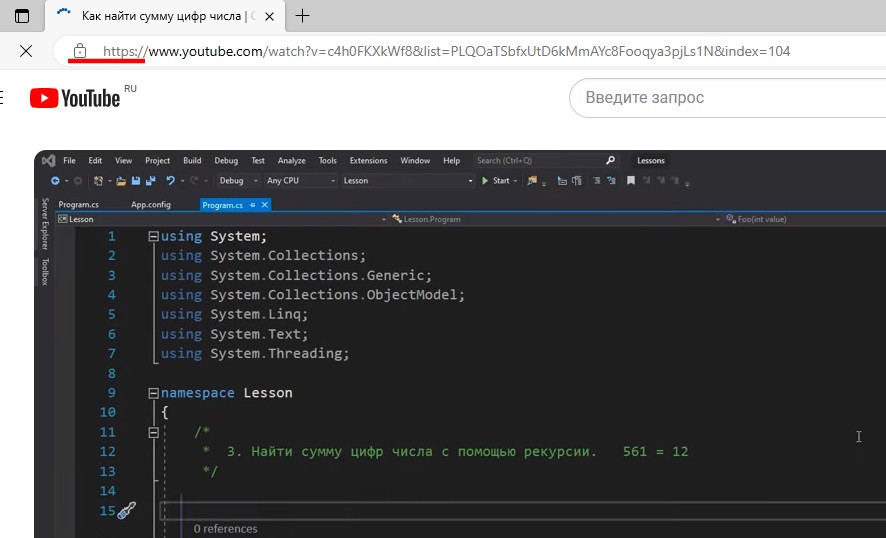 Как найти сумму цифр числа |
https://www.youtube.com/watch?v=c4h0FKXkWf8&list=PLQOaTSbfxUtD6kMmAYc8Fooqya3pjLs1N&index=104
YouTube RU
Введите запрос
File Edit View Project Build Debug Test Analyze Tools Extensions Window Help Search (Ctrl+Q) Lessons
Debug Any CPU Lesson Start
Server Explorer
Toolbox
Program.cs App.config Program.cs
Lesson Lesson.Program Foo(int value)
1 using System;
2 using System.Collections;
3 using System.Collections.Generic;
4 using System.Collections.ObjectModel;
5 using System.Linq;
6 using System.Text;
7 using System.Threading;
8
9 namespace Lesson
10 {
11 /*
12 * 3. Найти сумму цифр числа с помощью рекурсии. 561 = 12
13 */
14
15
0 references